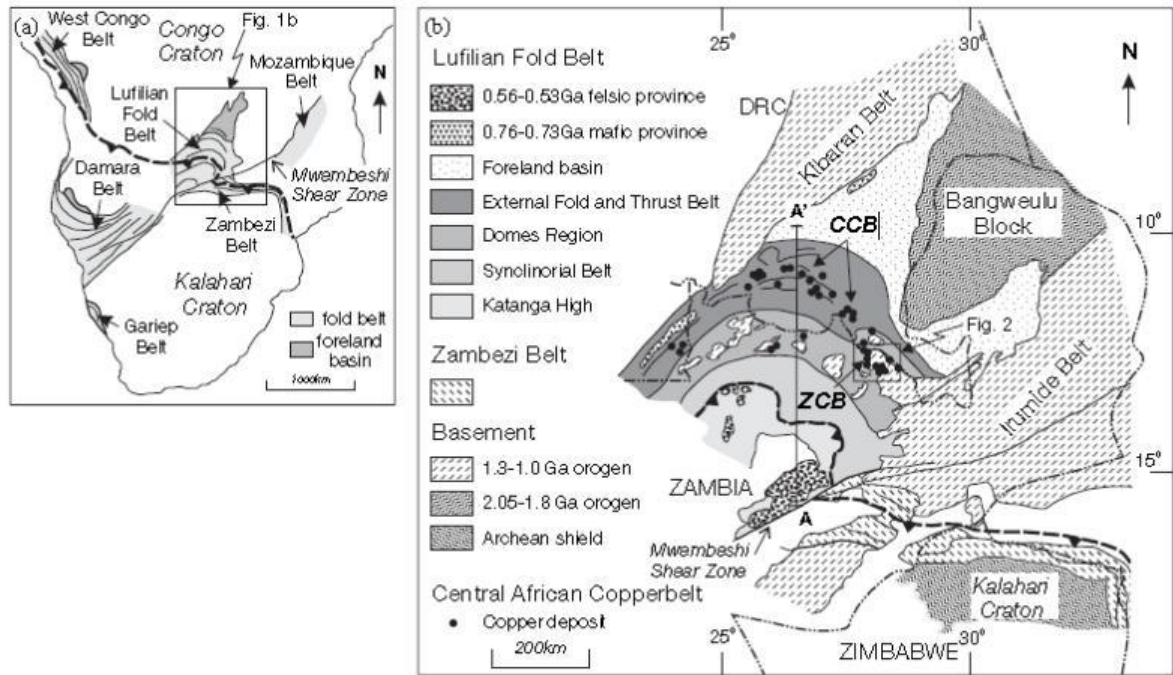 (a)
Fig. 1b
West Congo
Belt
Congo
Craton
Mozambique
Belt
N
Lufilian
Fold
Belt
Damara
Belt
Mwembeshi
Shear Zone
Zambezi
Belt
Kalahari
Craton
Gariep
Belt
fold belt
foreland
basin
1000km
(b)
25°
30°
N
Lufilian Fold Belt
0.56-0.53Ga felsic province
0.76-0.73Ga mafic province
Foreland basin
External Fold and Thrust Belt
Domes Region
Synclinorial Belt
Katanga High
Zambezi Belt
Basement
1.3-1.0 Ga orogen
2.05-1.8 Ga orogen
Archean shield
Central African Copperbelt
Copper deposit
200km
DRC
Kibaran Belt
Bangweulu
Block
10°
A'
CCB
Fig. 2
ZCB
Irumide Belt
15°
ZAMBIA
A
Mwambeshi
Shear Zone
Kalahari
Craton
25°
30°
ZIMBABWE